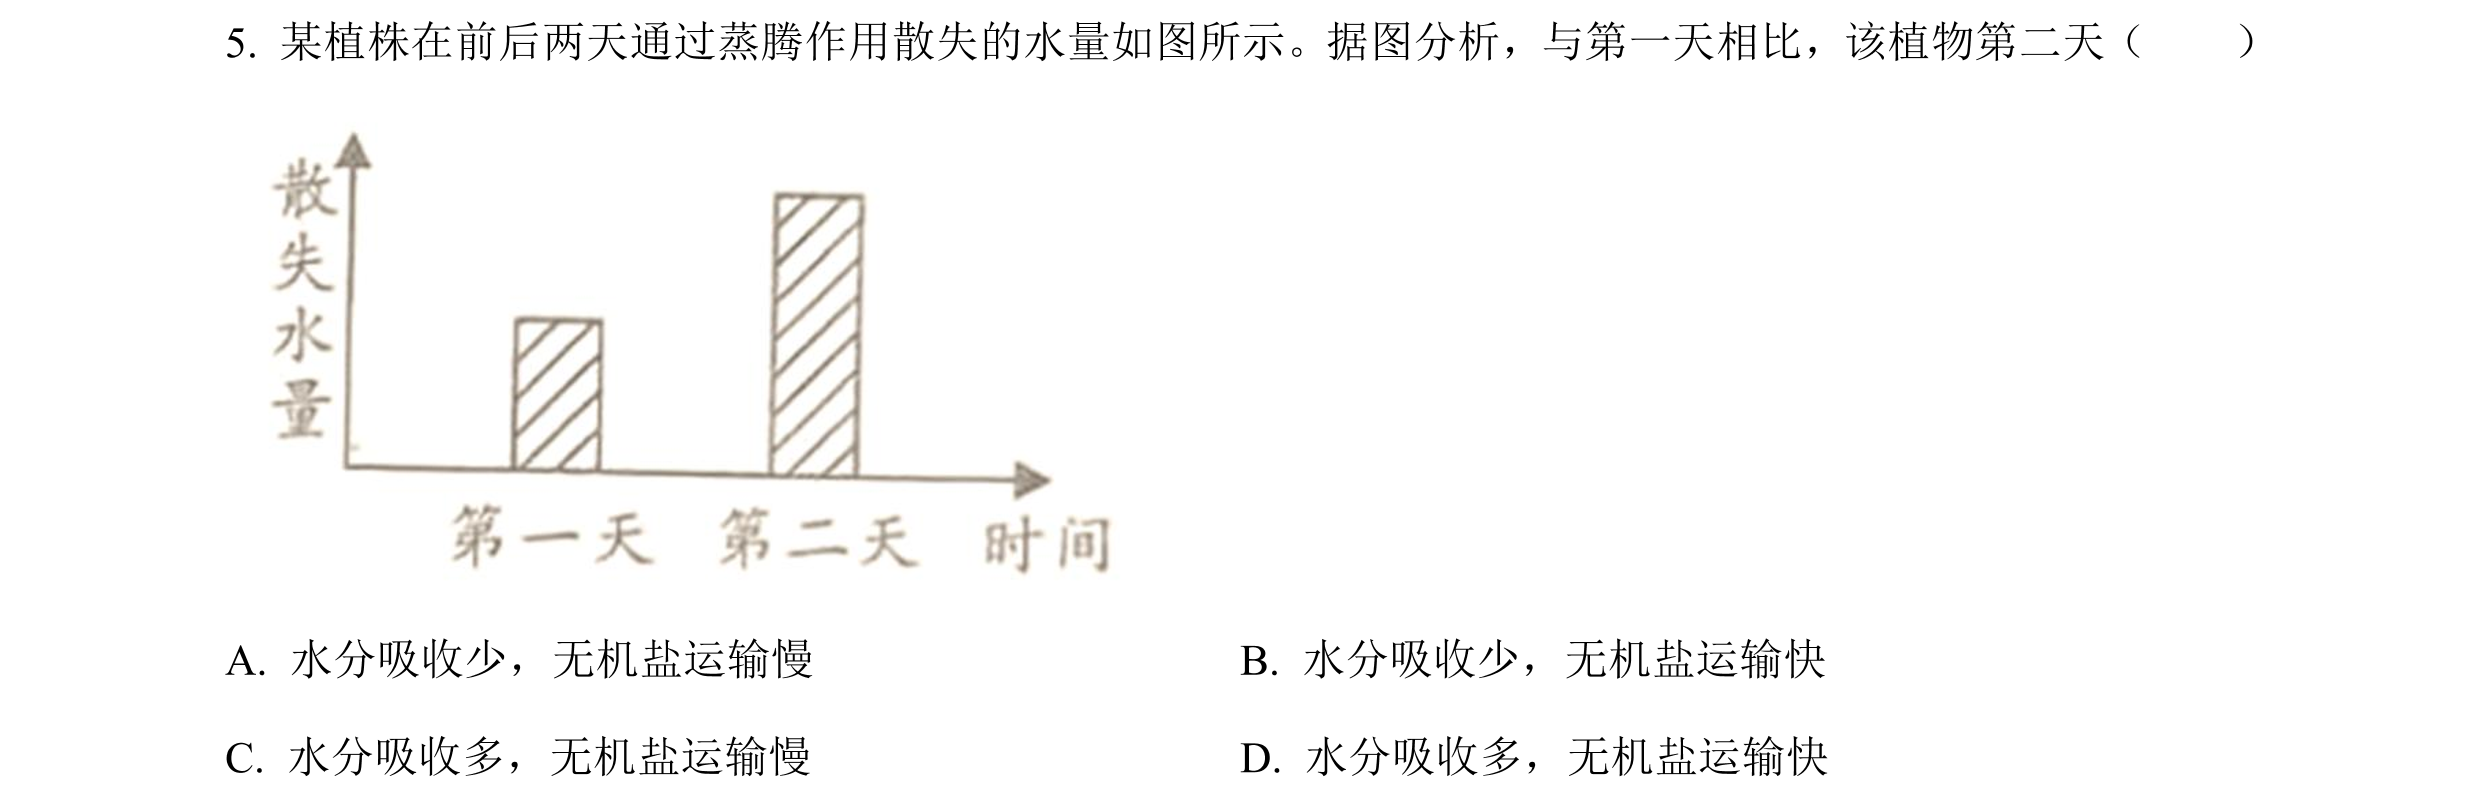 5. 某植株在前后两天通过蒸腾作用散失的水量如图所示。据图分析，与第一天相比，该植物第二天（　　）
散失水量
第一天 第二天 时间
A. 水分吸收少，无机盐运输慢
B. 水分吸收少，无机盐运输快
C. 水分吸收多，无机盐运输慢
D. 水分吸收多，无机盐运输快